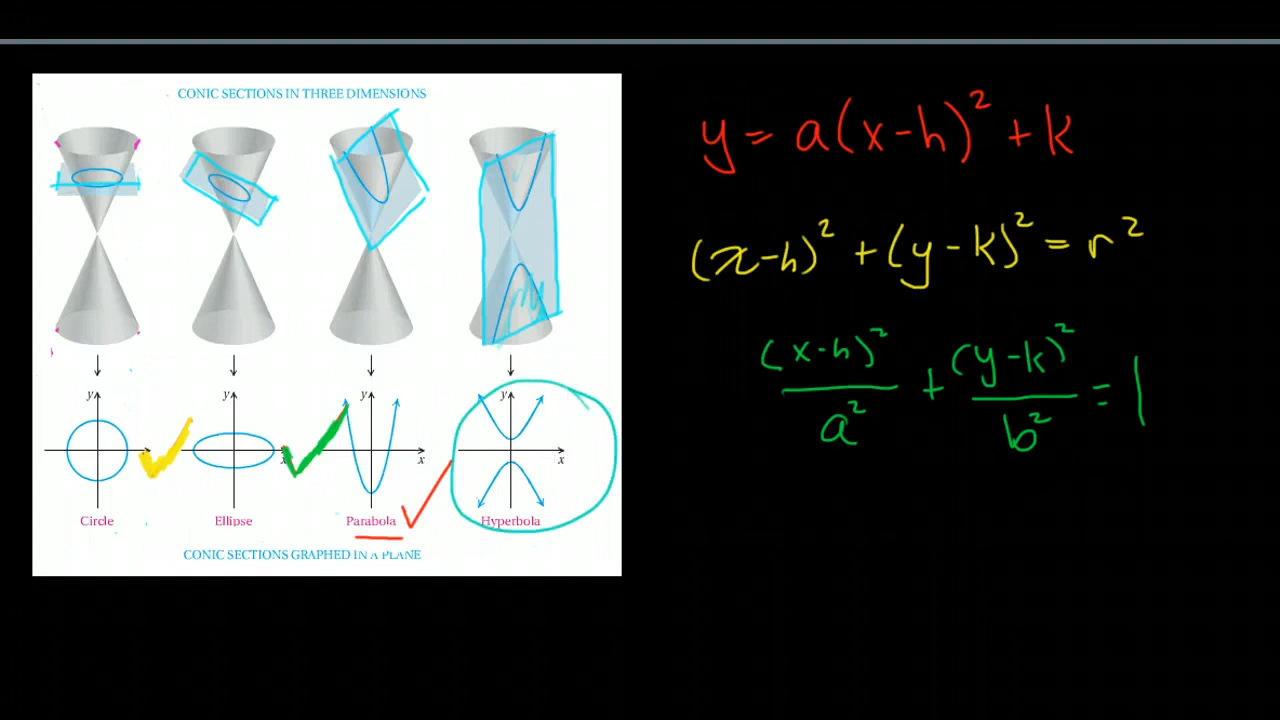 CONIC SECTIONS IN THREE DIMENSIONS
y y y y
x x x
Circle Ellipse Parabola Hyperbola
CONIC SECTIONS GRAPHED IN A PLANE
y = a(x-h)² + k
(x-h)² + (y-k)² = r²
(x-h)²/a² + (y-k)²/b² = 1